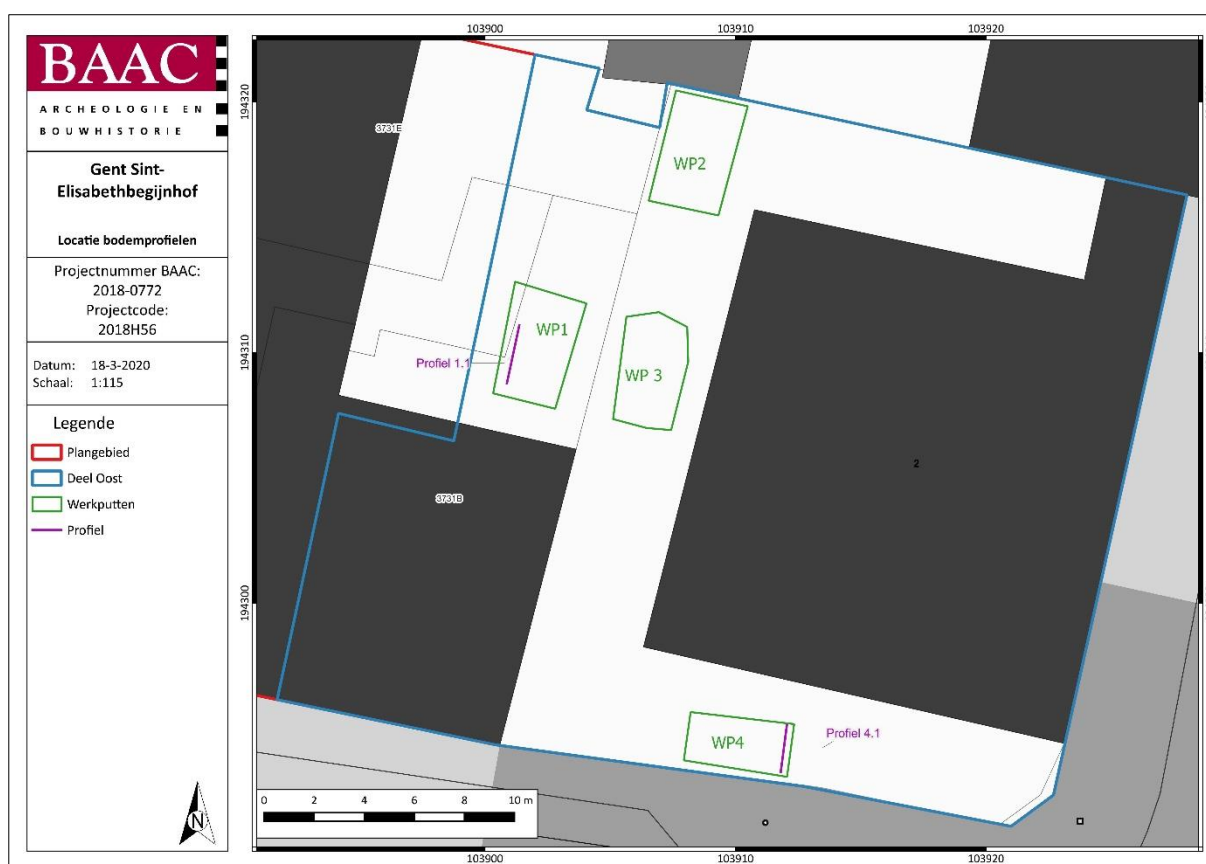 BAAC
ARCHEOLOGIE EN
BOUWHISTORIE
Gent Sint-
Elisabethbegijnhof
Locatie bodemprofielen
Projectnummer BAAC:
2018-0772
Projectcode:
2018H56
Datum: 18-3-2020
Schaal: 1:115
Legende
Plangebied
Deel Oost
Werkputten
Profiel
N
103900 103910 103920
194320
194310
194300
3731E
WP2
WP1
Profiel 1.1
WP 3
2
3731B
WP4
Profiel 4.1
0 2 4 6 8 10 m
103900 103910 103920
194320
194310
194300